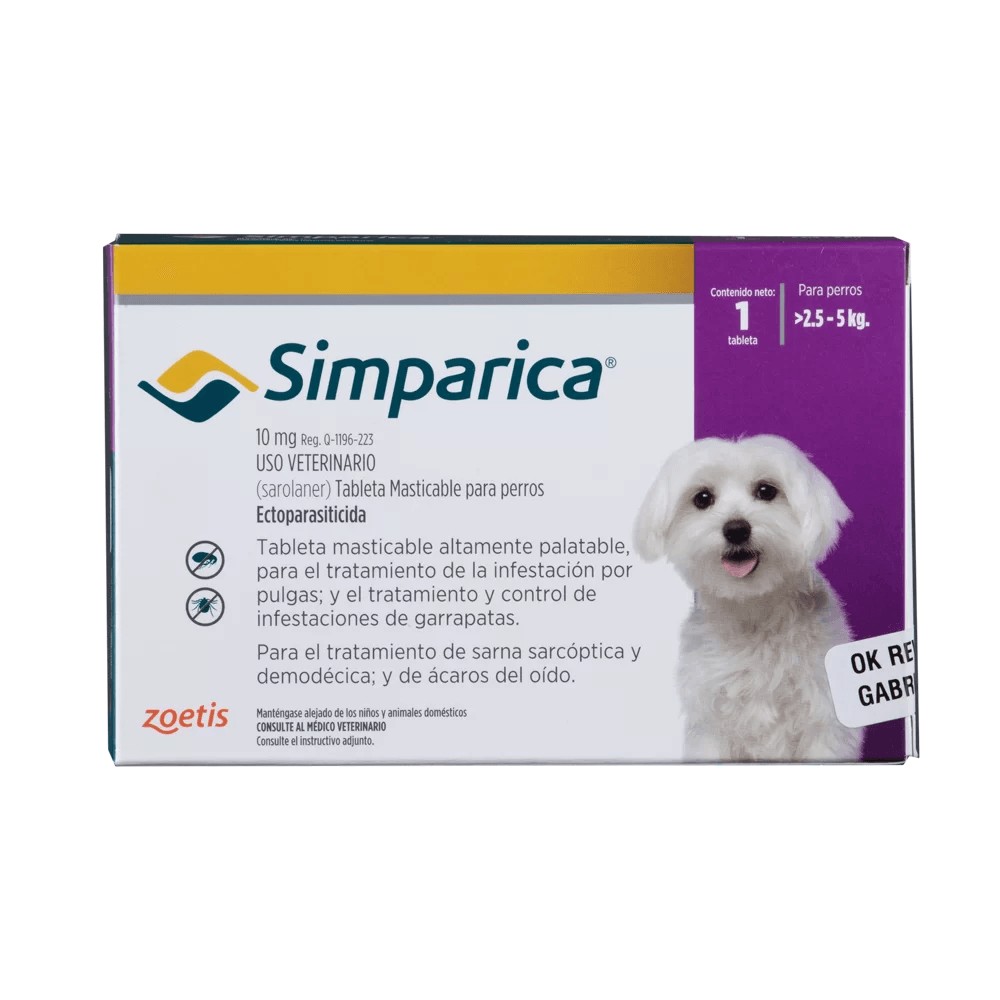 Simparica
Contenido neto:
1
tableta
Para perros
>2.5 - 5 kg.
Simparica®
10 mg Reg. Q-1196-223
USO VETERINARIO
(sarolaner) Tableta Masticable para perros
Ectoparasiticida
Tableta masticable altamente palatable,
para el tratamiento de la infestación por
pulgas; y el tratamiento y control de
infestaciones de garrapatas.
Para el tratamiento de sarna sarcóptica y
demodécica; y de ácaros del oído.
zoetis
Manténgase alejado de los niños y animales domésticos
CONSULTE AL MÉDICO VETERINARIO
Consulte el instructivo adjunto.
OK RE
GABR